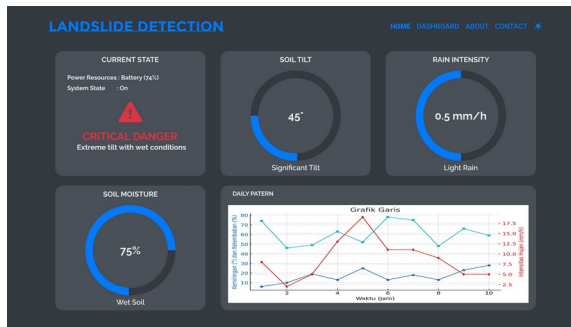 LANDSLIDE DETECTION
HOME DASHBOARD ABOUT CONTACT
CURRENT STATE
Power Resources : Battery (74%)
System State : On
CRITICAL DANGER
Extreme tilt with wet conditions
SOIL TILT
45°
Significant Tilt
RAIN INTENSITY
0.5 mm/h
Light Rain
SOIL MOISTURE
75%
Wet Soil
DAILY PATERN
Grafik Garis
Kemiringan (°) dan Kelembaban (%)
80
70
60
50
40
30
20
10
2 4 6 8 10
Waktu (Jam)
17.5
15.0
12.5
10.0
7.5
5.0
2.5
Intensitas Hujan (mm/h)